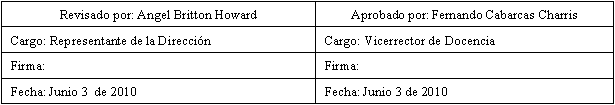 Revisado por: Angel Britton Howard
Aprobado por: Fernando Cabarcas Charris
Cargo: Representante de la Dirección
Cargo: Vicerrector de Docencia
Firma:
Firma:
Fecha: Junio 3 de 2010
Fecha: Junio 3 de 2010